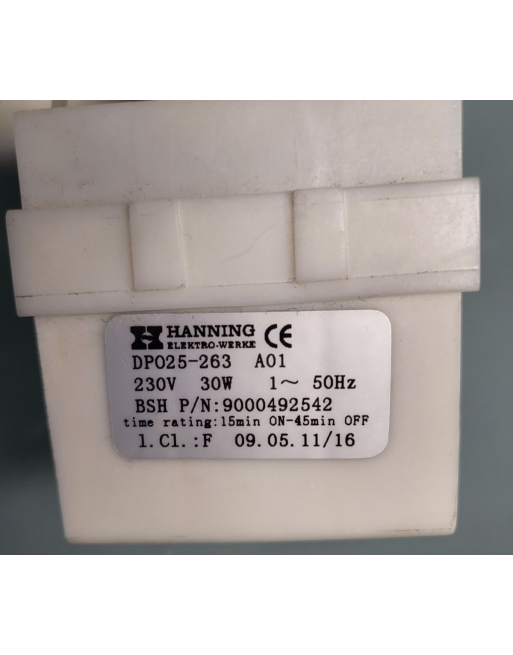 HANNING CE
ELEKTRO-WERKE
DPO25-263 A01
230V 30W 1~ 50Hz
BSH P/N:9000492542
time rating:15min ON-45min OFF
l.Cl.:F 09.05.11/16